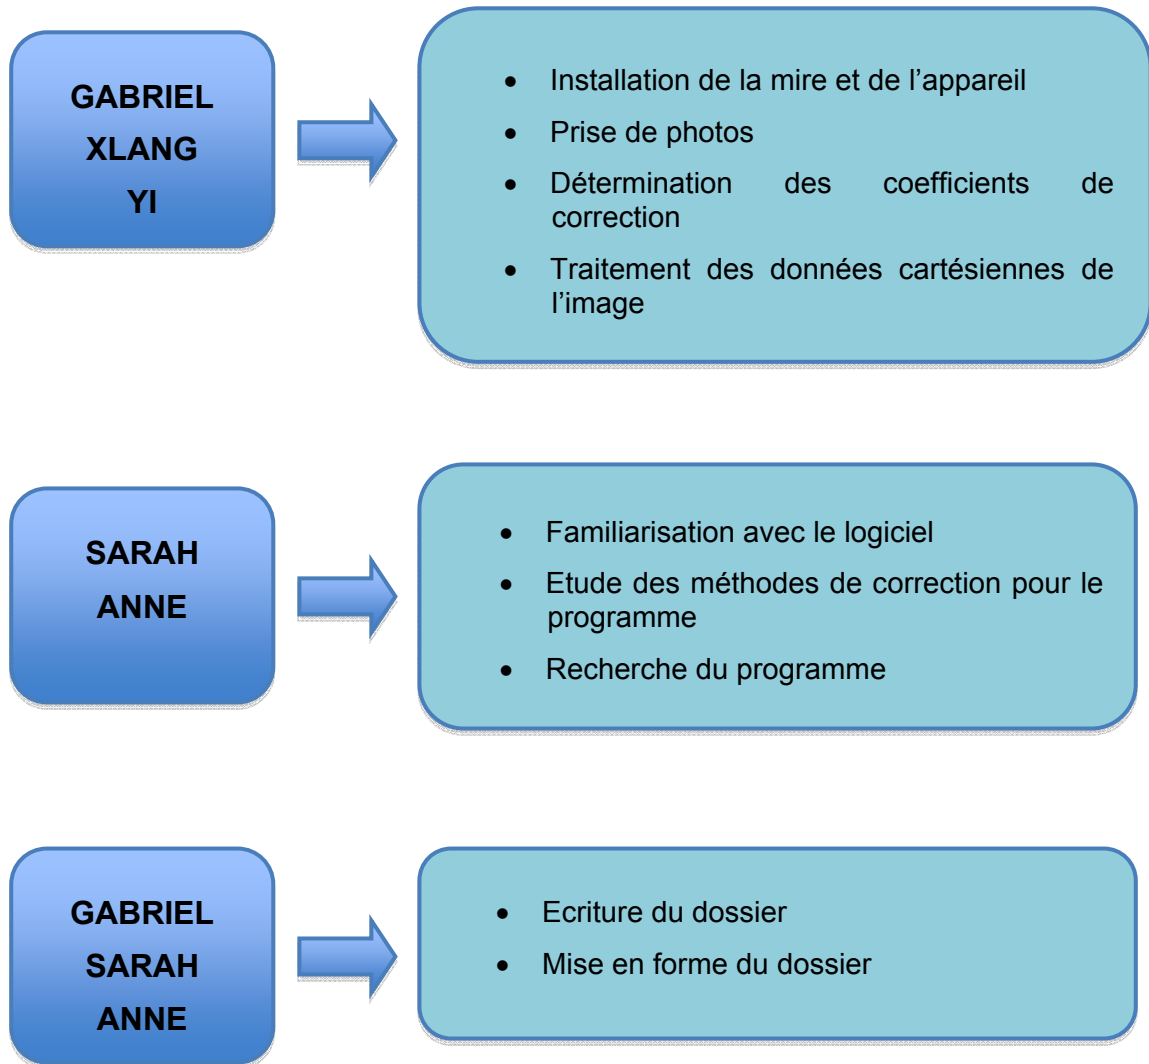 GABRIEL
XLANG
YI
• Installation de la mire et de l’appareil
• Prise de photos
• Détermination des coefficients de
correction
• Traitement des données cartésiennes de
l’image
SARAH
ANNE
• Familiarisation avec le logiciel
• Etude des méthodes de correction pour le
programme
• Recherche du programme
GABRIEL
SARAH
ANNE
• Ecriture du dossier
• Mise en forme du dossier